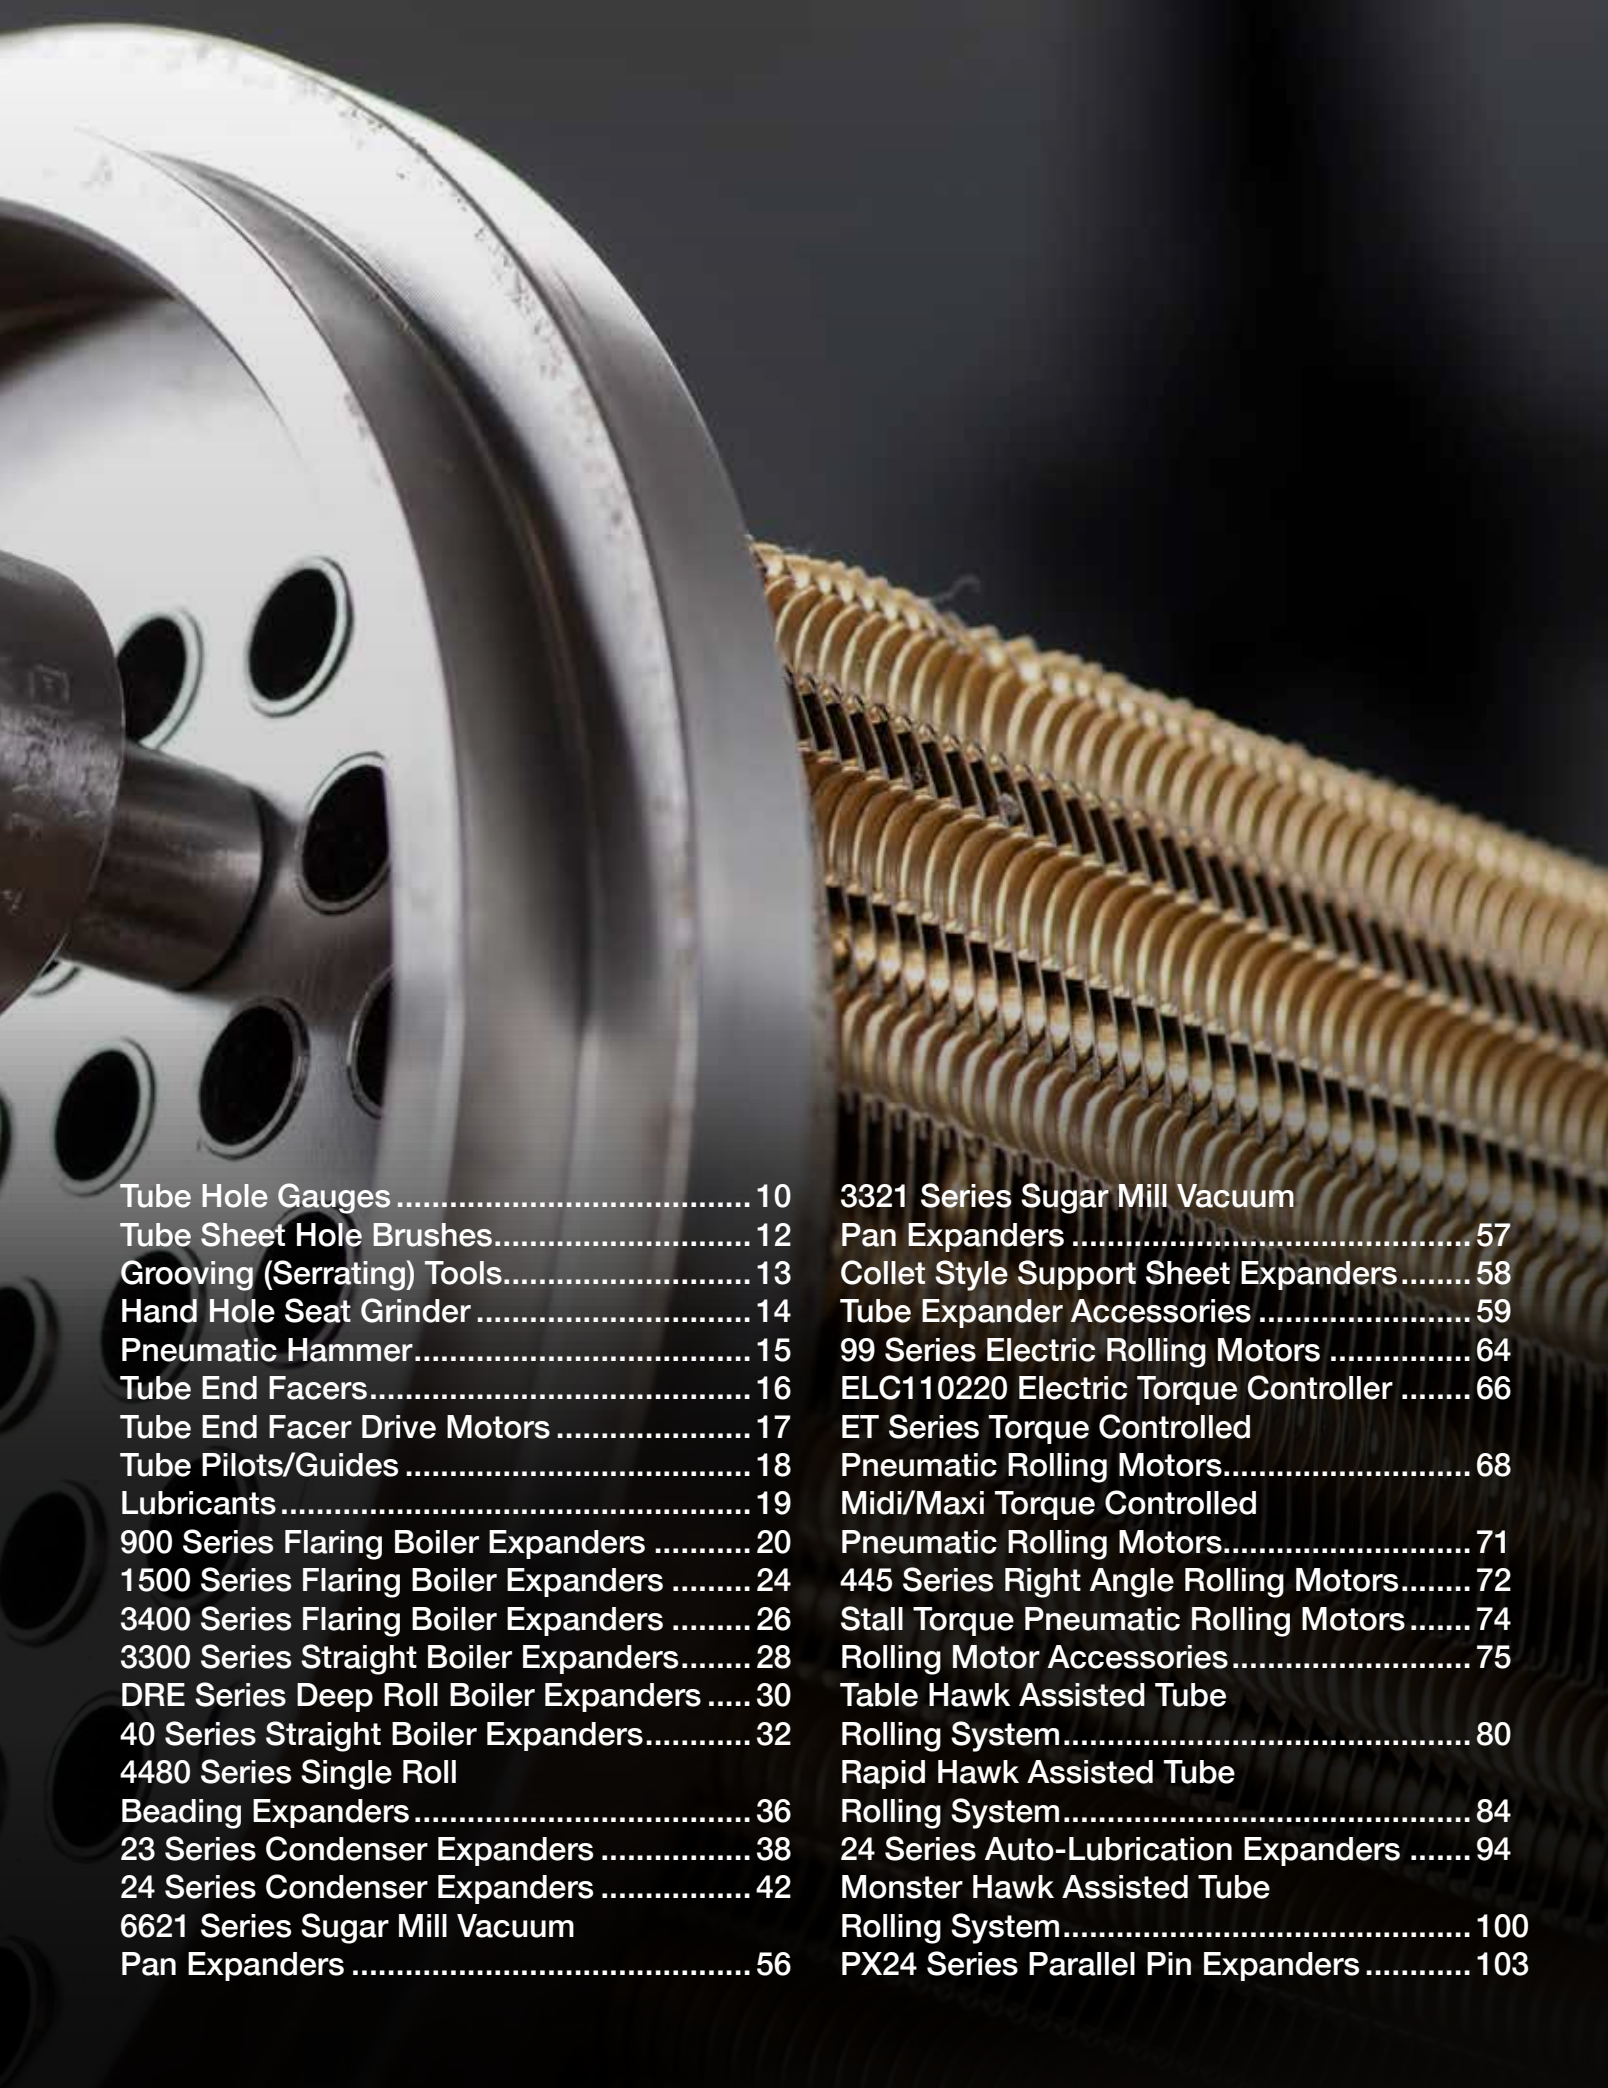 Tube Hole Gauges ........................................ 10
Tube Sheet Hole Brushes............................. 12
Grooving (Serrating) Tools............................ 13
Hand Hole Seat Grinder ............................... 14
Pneumatic Hammer...................................... 15
Tube End Facers........................................... 16
Tube End Facer Drive Motors ...................... 17
Tube Pilots/Guides ....................................... 18
Lubricants ..................................................... 19
900 Series Flaring Boiler Expanders ........... 20
1500 Series Flaring Boiler Expanders ......... 24
3400 Series Flaring Boiler Expanders ......... 26
3300 Series Straight Boiler Expanders........ 28
DRE Series Deep Roll Boiler Expanders ..... 30
40 Series Straight Boiler Expanders............ 32
4480 Series Single Roll
Beading Expanders ...................................... 36
23 Series Condenser Expanders ................. 38
24 Series Condenser Expanders ................. 42
6621 Series Sugar Mill Vacuum
Pan Expanders ............................................. 56
3321 Series Sugar Mill Vacuum
Pan Expanders ............................................. 57
Collet Style Support Sheet Expanders........ 58
Tube Expander Accessories ........................ 59
99 Series Electric Rolling Motors ................ 64
ELC110220 Electric Torque Controller ........ 66
ET Series Torque Controlled
Pneumatic Rolling Motors............................ 68
Midi/Maxi Torque Controlled
Pneumatic Rolling Motors............................ 71
445 Series Right Angle Rolling Motors........ 72
Stall Torque Pneumatic Rolling Motors ....... 74
Rolling Motor Accessories ........................... 75
Table Hawk Assisted Tube
Rolling System .............................................. 80
Rapid Hawk Assisted Tube
Rolling System .............................................. 84
24 Series Auto-Lubrication Expanders ....... 94
Monster Hawk Assisted Tube
Rolling System .............................................. 100
PX24 Series Parallel Pin Expanders ............ 103